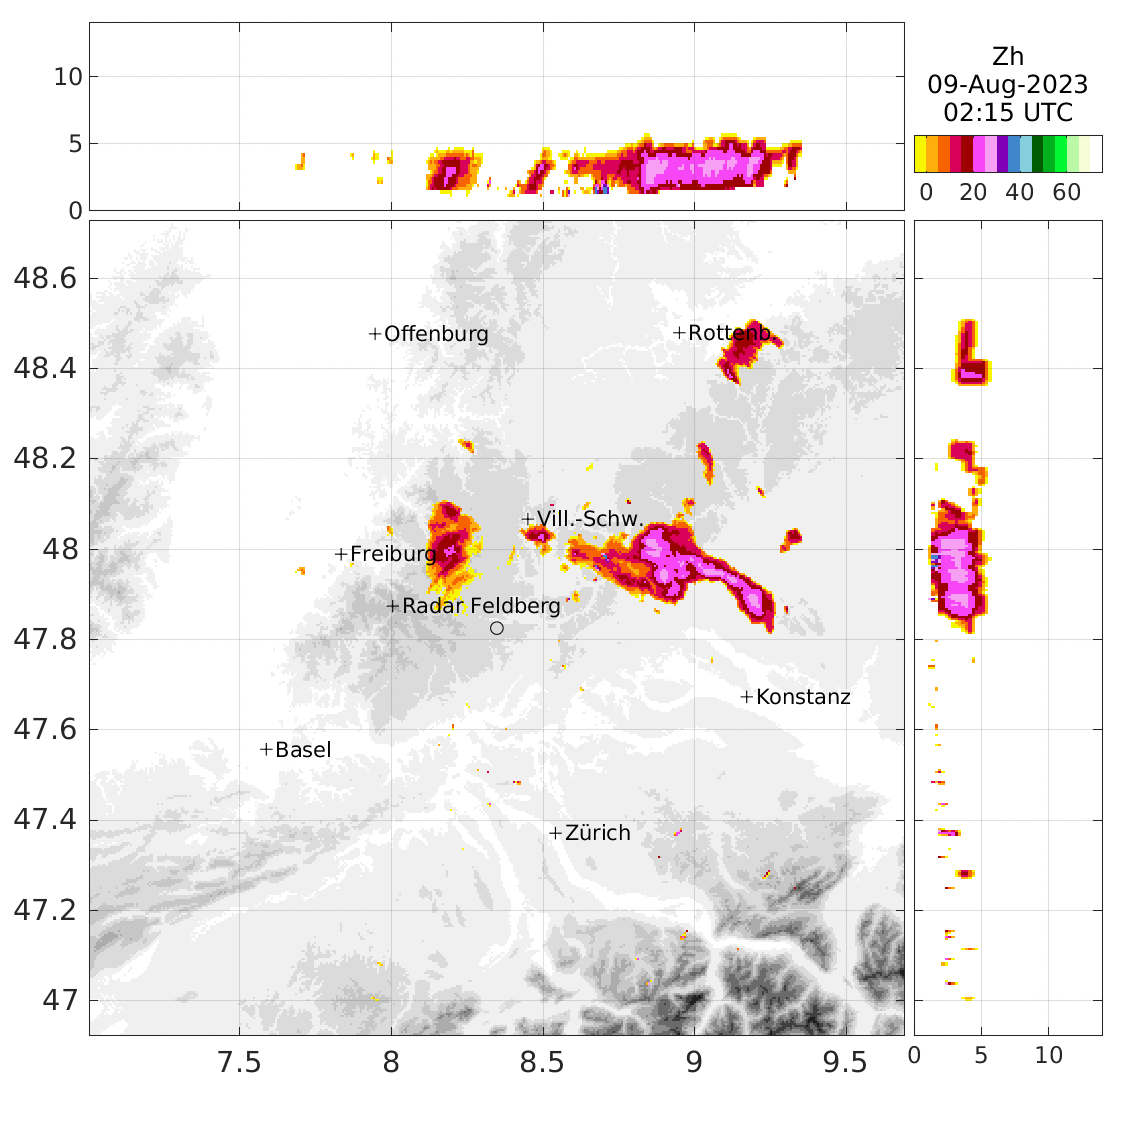 10
5
0
Zh
09-Aug-2023
02:15 UTC
0 20 40 60
48.6
48.4
48.2
48
47.8
47.6
47.4
47.2
47
+Offenburg
+Rottenb.
+Vill.-Schw.
+Freiburg
+Radar Feldberg
+Konstanz
+Basel
+Zürich
7.5 8 8.5 9 9.5
0 5 10